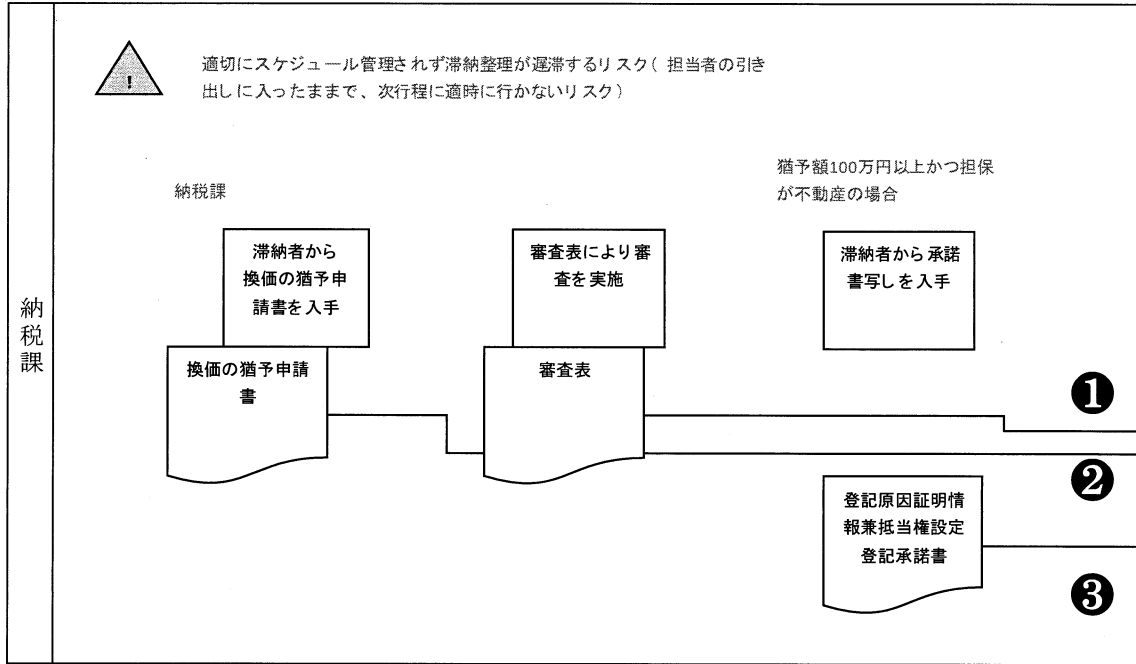 適切にスケジュール管理されず滞納整理が遅滞するリスク(担当者の引き
出しに入ったままで、次行程に適時に行かないリスク)
猶予額100万円以上かつ担保
が不動産の場合
納税課
納税課
滞納者から
換価の猶予申
請書を入手
審査表により審
査を実施
滞納者から承諾
書写しを入手
換価の猶予申請
書
審査表
❶
❷
登記原因証明情
報兼抵当権設定
登記承諾書
❸
!